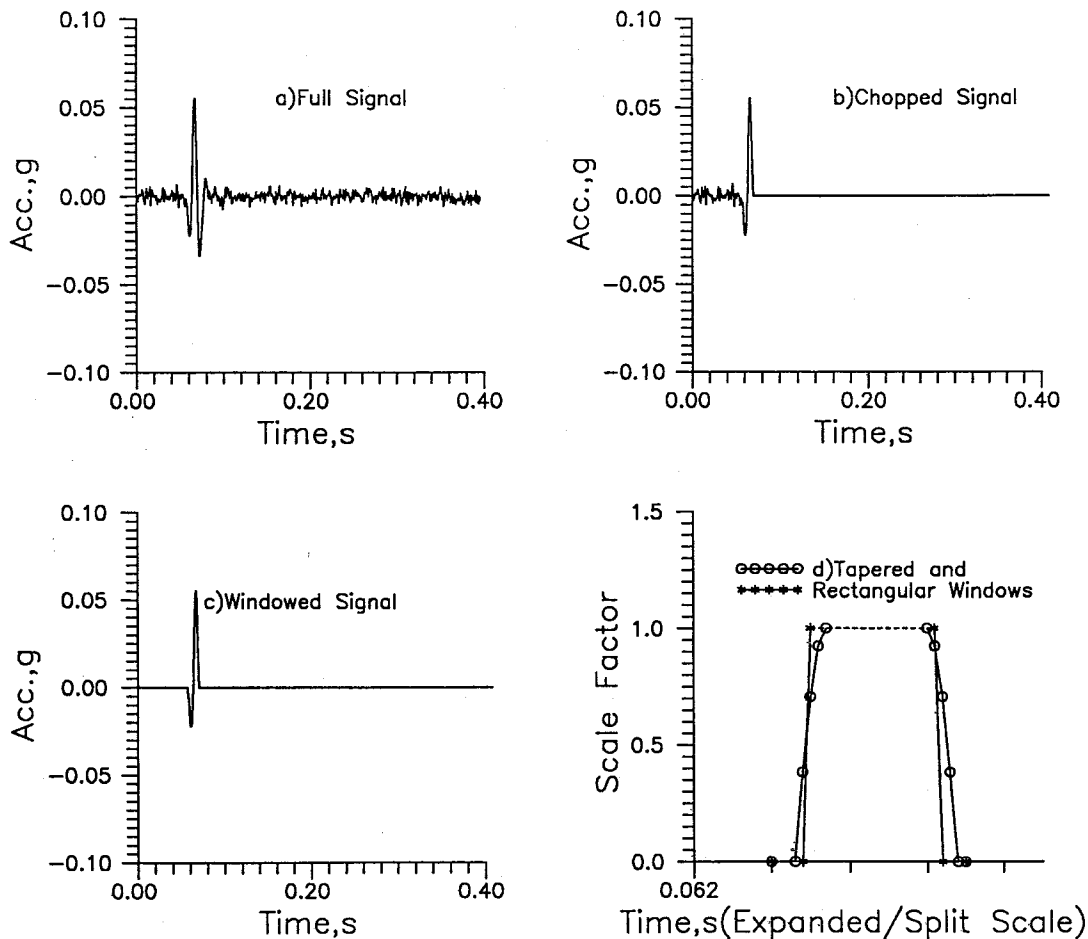 0.10
0.05
0.00
−0.05
−0.10
Acc.,g
a)Full Signal
0.00
0.20
0.40
Time,s
0.10
0.05
0.00
−0.05
−0.10
Acc.,g
b)Chopped Signal
0.00
0.20
0.40
Time,s
0.10
0.05
0.00
−0.05
−0.10
Acc.,g
c)Windowed Signal
0.00
0.20
0.40
Time,s
1.5
1.0
0.5
0.0
Scale Factor
d)Tapered and
Rectangular Windows
0.062
Time,s(Expanded/Split Scale)